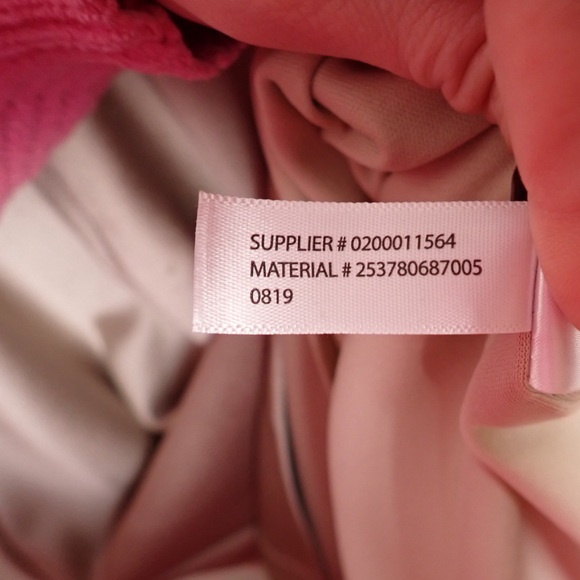 SUPPLIER # 0200011564
MATERIAL # 253780687005
0819